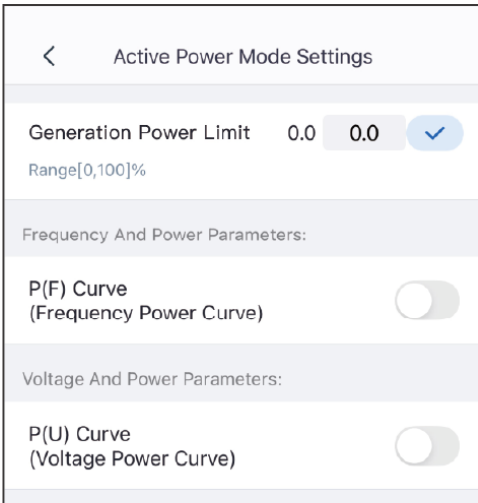 Active Power Mode Settings
Generation Power Limit 0.0 0.0
Range[0,100]%
Frequency And Power Parameters:
P(F) Curve
(Frequency Power Curve)
Voltage And Power Parameters:
P(U) Curve
(Voltage Power Curve)